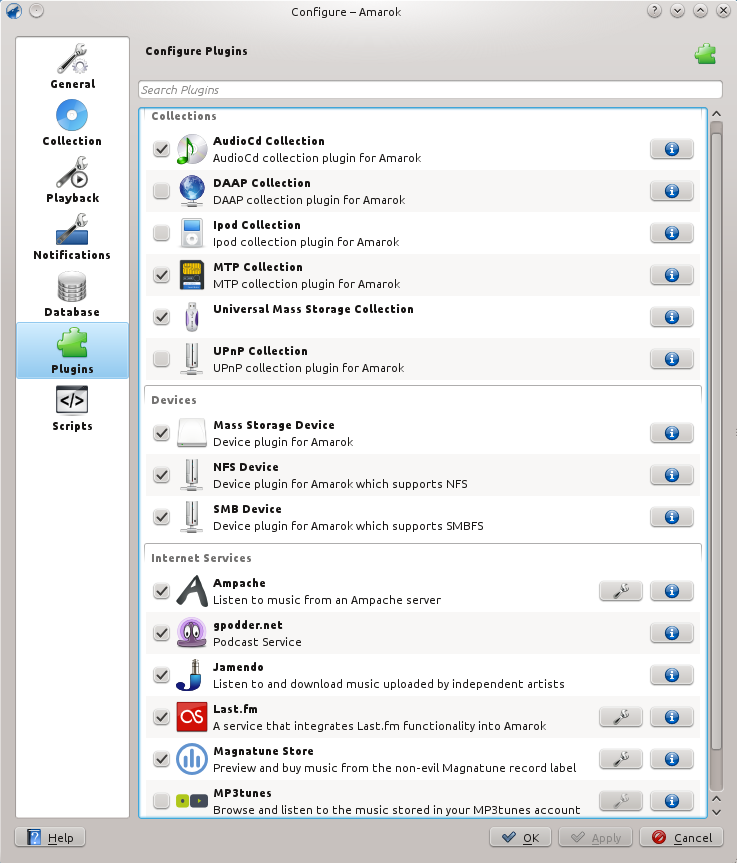 Configure – Amarok
General
Collection
Playback
Notifications
Database
Plugins
Scripts
Configure Plugins
Search Plugins
Collections
AudioCd Collection
AudioCd collection plugin for Amarok
DAAP Collection
DAAP collection plugin for Amarok
Ipod Collection
Ipod collection plugin for Amarok
MTP Collection
MTP collection plugin for Amarok
Universal Mass Storage Collection
UPnP Collection
UPnP collection plugin for Amarok
Devices
Mass Storage Device
Device plugin for Amarok
NFS Device
Device plugin for Amarok which supports NFS
SMB Device
Device plugin for Amarok which supports SMBFS
Internet Services
Ampache
Listen to music from an Ampache server
gpodder.net
Podcast Service
Jamendo
Listen to and download music uploaded by independent artists
Last.fm
A service that integrates Last.fm functionality into Amarok
Magnatune Store
Preview and buy music from the non-evil Magnatune record label
MP3tunes
Browse and listen to the music stored in your MP3tunes account
Help
OK
Apply
Cancel